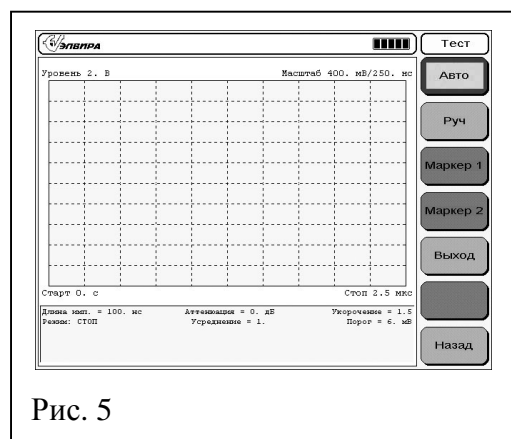 ЭЛВИРА
Тест
Уровень 2. В Масштаб 400. мВ/250. нс
Авто
Руч
Маркер 1
Маркер 2
Выход
Старт 0. с Стоп 2.5 мкс
Длина имп. = 100. нс Аттенюация = 0. дБ Укорочение = 1.5
Режим: СТОП Усреднение = 1. Порог = 6. мВ
Назад
Рис. 5